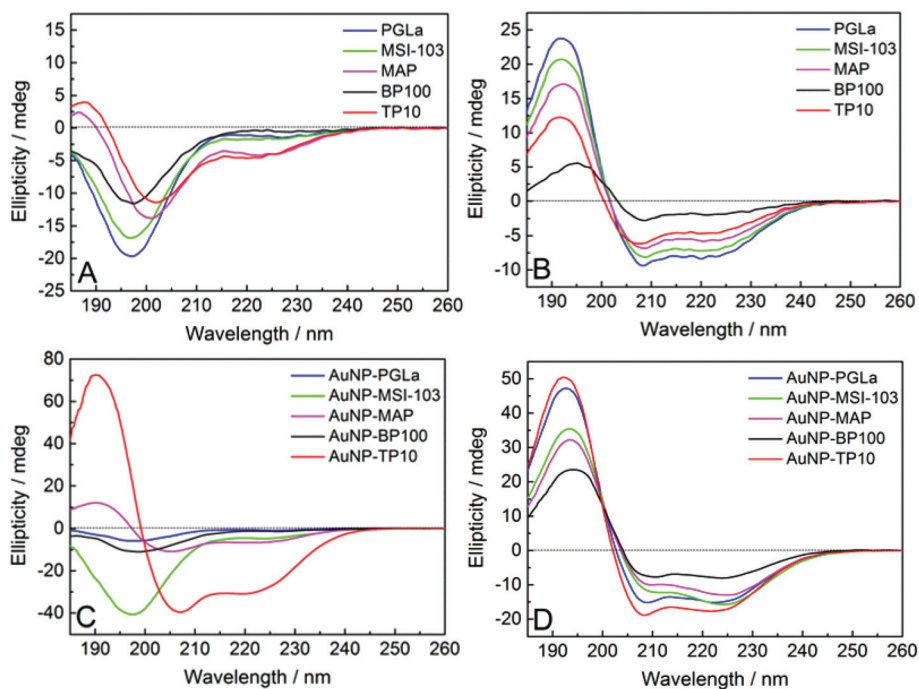 15
10
5
0
-5
-10
-15
-20
-25
Ellipticity / mdeg
PGLa
MSI-103
MAP
BP100
TP10
A
190 200 210 220 230 240 250 260
Wavelength / nm
25
20
15
10
5
0
-5
-10
Ellipticity / mdeg
PGLa
MSI-103
MAP
BP100
TP10
B
190 200 210 220 230 240 250 260
Wavelength / nm
80
60
40
20
0
-20
-40
Ellipticity / mdeg
AuNP-PGLa
AuNP-MSI-103
AuNP-MAP
AuNP-BP100
AuNP-TP10
C
190 200 210 220 230 240 250 260
Wavelength / nm
50
40
30
20
10
0
-10
-20
Ellipticity / mdeg
AuNP-PGLa
AuNP-MSI-103
AuNP-MAP
AuNP-BP100
AuNP-TP10
D
190 200 210 220 230 240 250 260
Wavelength / nm